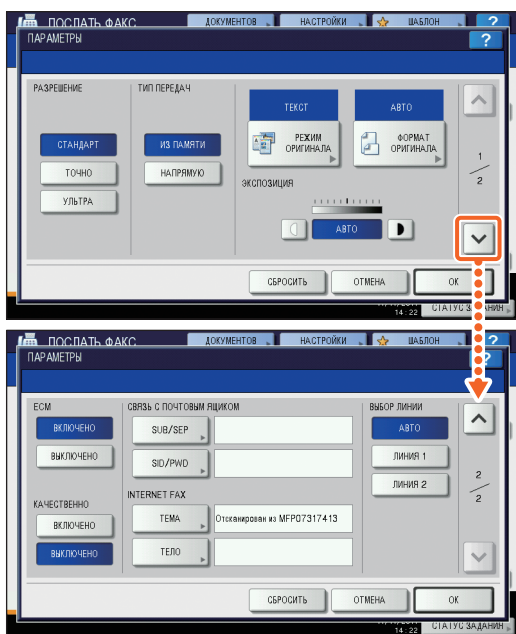 ПОСЛАТЬ ФАКС ДОКУМЕНТОВ НАСТРОЙКИ ШАБЛОН ?
ПАРАМЕТРЫ ?
РАЗРЕШЕНИЕ ТИП ПЕРЕДАЧ
ТЕКСТ АВТО
СТАНДАРТ ИЗ ПАМЯТИ РЕЖИМ ОРИГИНАЛА ФОРМАТ ОРИГИНАЛА
ТОЧНО НАПРЯМУЮ
1
2
ЭКСПОЗИЦИЯ
УЛЬТРА
АВТО
СБРОСИТЬ ОТМЕНА ОК
14:22 СТАТУС ЗАДАНИЯ
ПОСЛАТЬ ФАКС ДОКУМЕНТОВ НАСТРОЙКИ ШАБЛОН ?
ПАРАМЕТРЫ ?
ECM СВЯЗЬ С ПОЧТОВЫМ ЯЩИКОМ ВЫБОР ЛИНИИ
ВКЛЮЧЕНО SUB/SEP АВТО
ВЫКЛЮЧЕНО SID/PWD ЛИНИЯ 1
ЛИНИЯ 2
2
2
КАЧЕСТВЕННО INTERNET FAX
ВКЛЮЧЕНО ТЕМА Отсканирован из MFP07317413
ВЫКЛЮЧЕНО ТЕЛО
СБРОСИТЬ ОТМЕНА ОК
14:22 СТАТУС ЗАДАНИЯ